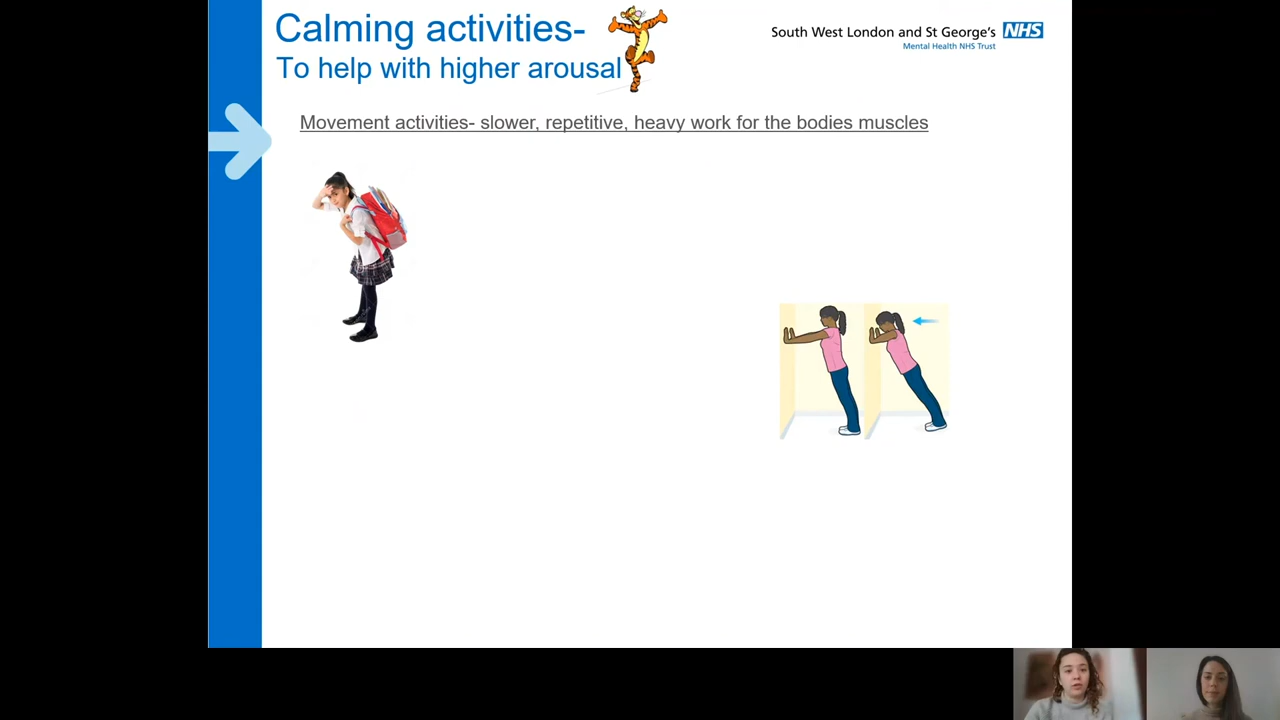 Calming activities-
To help with higher arousal
South West London and St George's NHS
Mental Health NHS Trust
Movement activities- slower, repetitive, heavy work for the bodies muscles